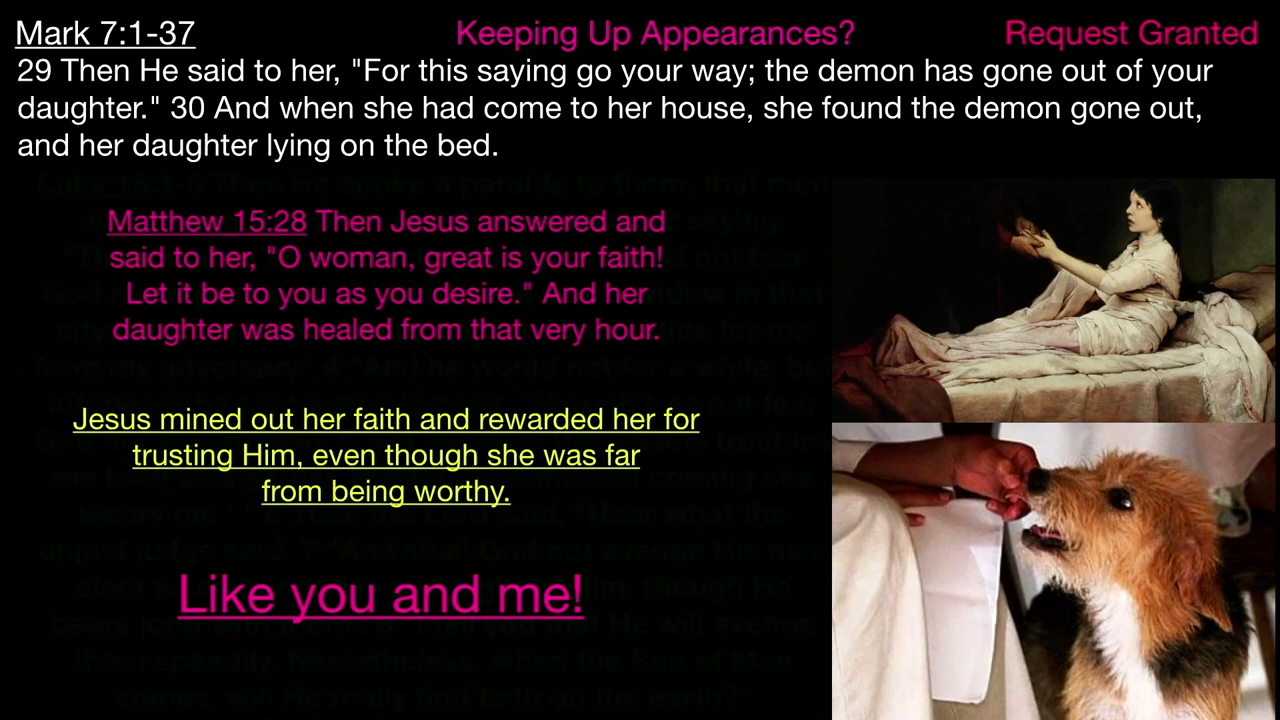 Mark 7:1-37 Keeping Up Appearances? Request Granted
29 Then He said to her, "For this saying go your way; the demon has gone out of your
daughter." 30 And when she had come to her house, she found the demon gone out,
and her daughter lying on the bed.
Matthew 15:28 Then Jesus answered and
said to her, "O woman, great is your faith!
Let it be to you as you desire." And her
daughter was healed from that very hour.
Jesus mined out her faith and rewarded her for
trusting Him, even though she was far
from being worthy.
Like you and me!